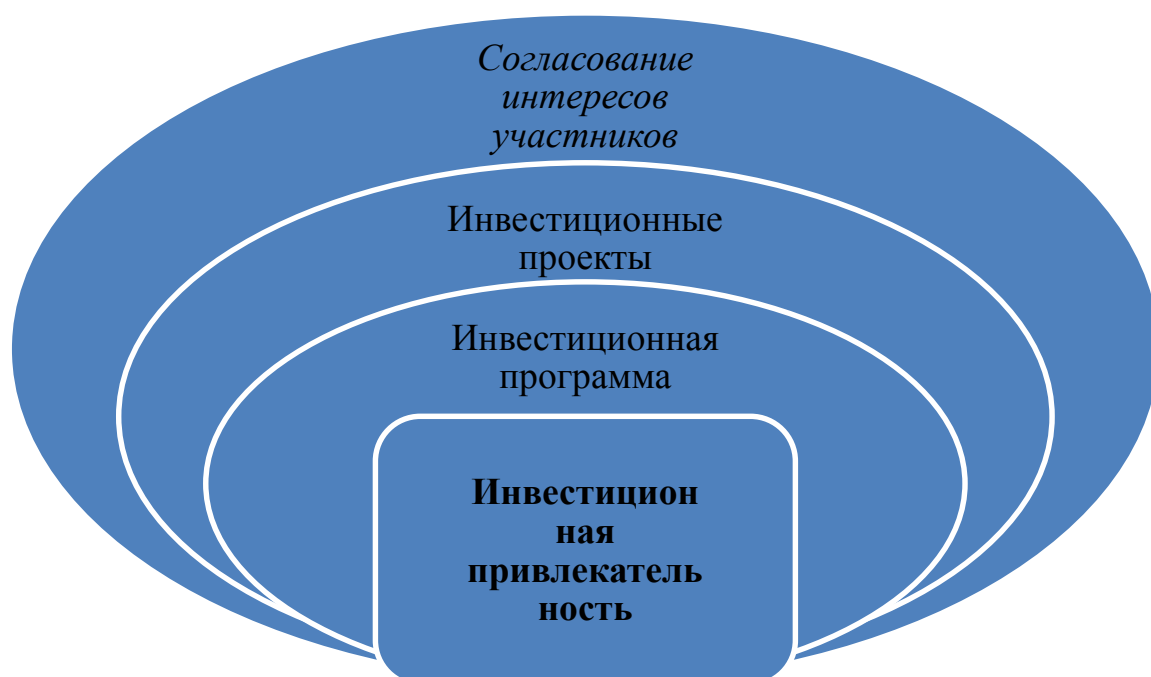 Согласование
интересов
участников
Инвестиционные
проекты
Инвестиционная
программа
Инвестицион
ная
привлекатель
ность